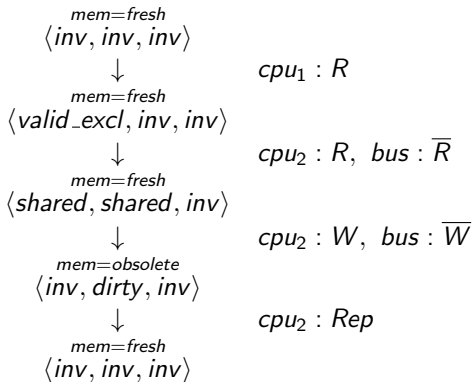 mem=fresh
⟨inv, inv, inv⟩
↓ cpu₁ : R
mem=fresh
⟨valid_excl, inv, inv⟩
↓ cpu₂ : R, bus : R̅
mem=fresh
⟨shared, shared, inv⟩
↓ cpu₂ : W, bus : W̅
mem=obsolete
⟨inv, dirty, inv⟩
↓ cpu₂ : Rep
mem=fresh
⟨inv, inv, inv⟩